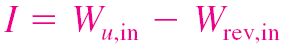 I = W_{u,in} − W_{rev,in}